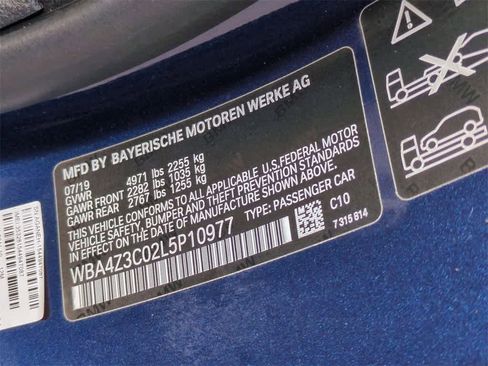 MFD BY BAYERISCHE MOTOREN WERKE AG
07/19
GVWR 4971 lbs 2255 kg
GAWR FRONT 2282 lbs 1035 kg
GAWR REAR 2767 lbs 1255 kg
THIS VEHICLE CONFORMS TO ALL APPLICABLE U.S.FEDERAL MOTOR
VEHICLE SAFETY, BUMPER AND THEFT PREVENTION STANDARDS
IN EFFECT ON THE DATE OF MANUFACTURE SHOWN ABOVE.
WBA4Z3C02L5P10977 TYPE: PASSENGER CAR
C10
7 315 814